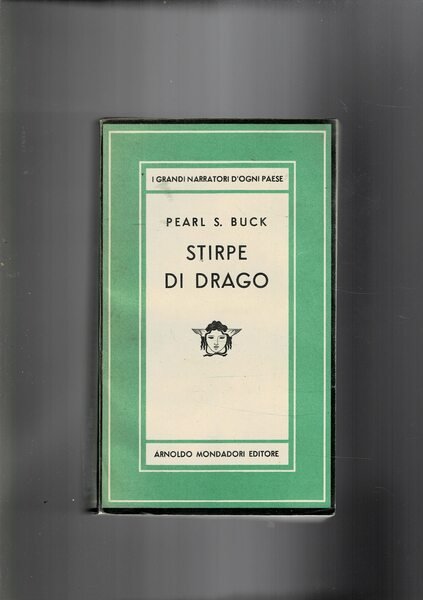 I GRANDI NARRATORI D'OGNI PAESE
PEARL S. BUCK
STIRPE
DI DRAGO
ARNOLDO MONDADORI EDITORE